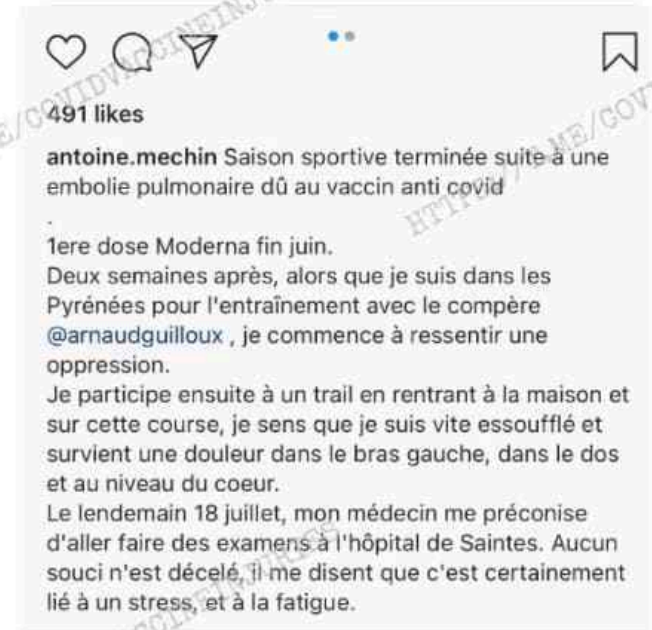 491 likes
antoine.mechin Saison sportive terminée suite à une
embolie pulmonaire dû au vaccin anti covid
.
1ere dose Moderna fin juin.
Deux semaines après, alors que je suis dans les
Pyrénées pour l'entraînement avec le compère
@arnaudguilloux , je commence à ressentir une
oppression.
Je participe ensuite à un trail en rentrant à la maison et
sur cette course, je sens que je suis vite essoufflé et
survient une douleur dans le bras gauche, dans le dos
et au niveau du coeur.
Le lendemain 18 juillet, mon médecin me préconise
d'aller faire des examens à l'hôpital de Saintes. Aucun
souci n'est décelé, il me disent que c'est certainement
lié à un stress, et à la fatigue.